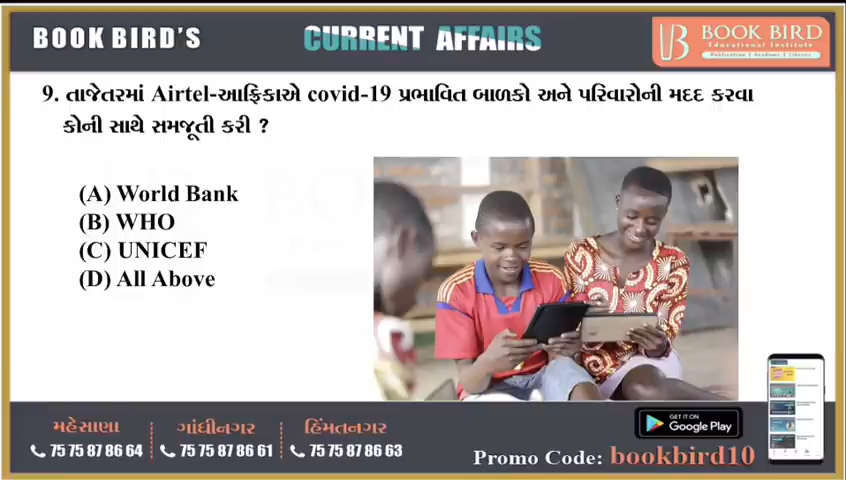 BOOK BIRD'S
CURRENT AFFAIRS
BOOK BIRD
Educational Institute
Publication | Academy | Library
9. તાજેતરમાં Airtel-આફ્રિકાએ covid-19 પ્રભાવિત બાળકો અને પરિવારોની મદદ કરવા
કોની સાથે સમજૂતી કરી ?
(A) World Bank
(B) WHO
(C) UNICEF
(D) All Above
મહેસાણા
75 75 87 86 64
ગાંધીનગર
75 75 87 86 61
હિંમતનગર
75 75 87 86 63
GET IT ON
Google Play
Promo Code: bookbird10